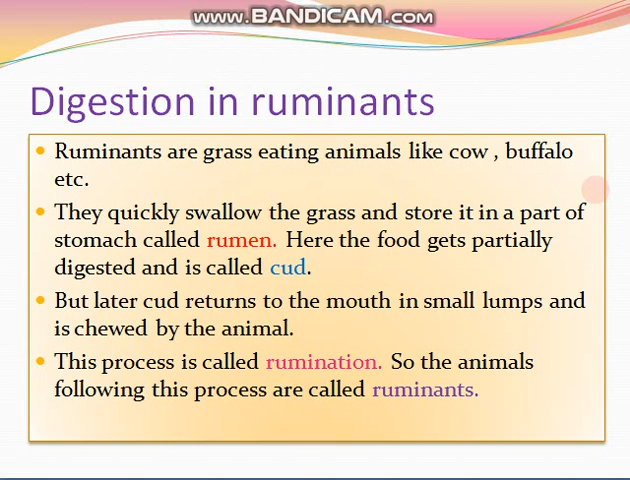 www.BANDICAM.com
Digestion in ruminants
Ruminants are grass eating animals like cow , buffalo
etc.
They quickly swallow the grass and store it in a part of
stomach called rumen. Here the food gets partially
digested and is called cud.
But later cud returns to the mouth in small lumps and
is chewed by the animal.
This process is called rumination. So the animals
following this process are called ruminants.